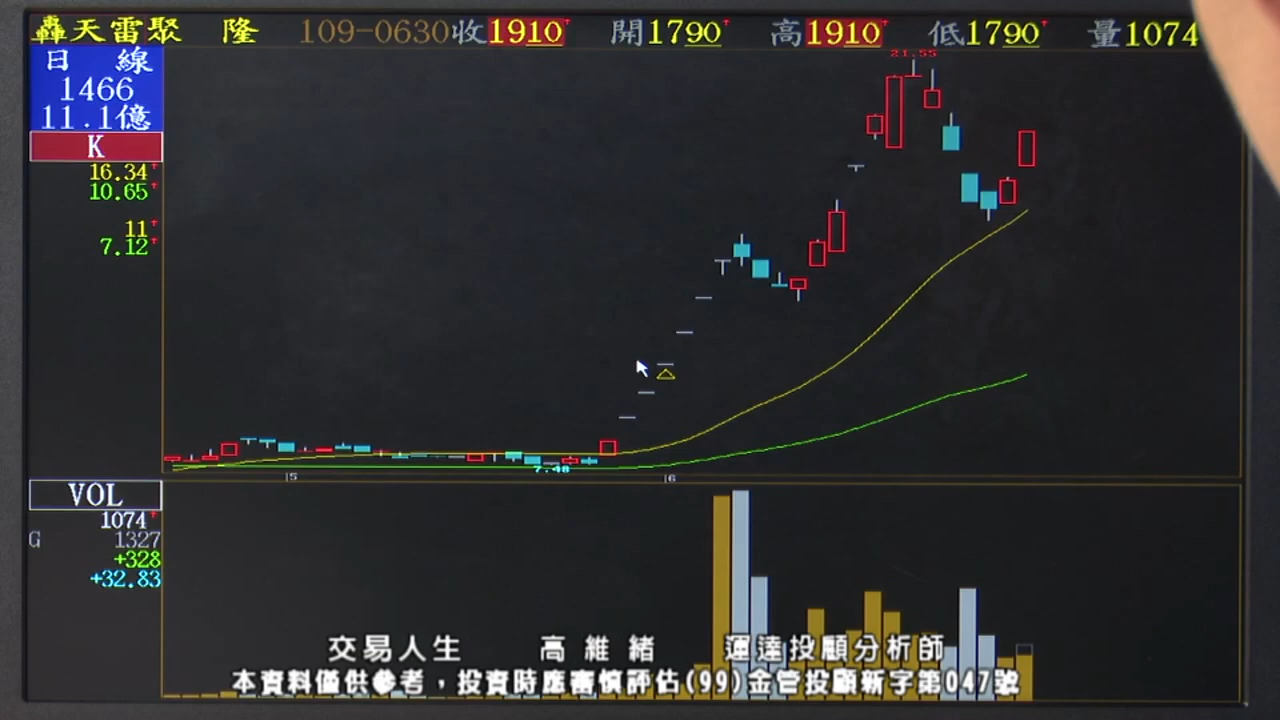 轟天雷聚 隆 109-0630收1910↑ 開1790↑ 高1910↑ 低1790↑ 量1074
21.55
日 線
1466
11.1億
K
16.34↑
10.65↑
11↑
7.12↑
7.48
5 6
VOL
1074↑
G 1327
+328
+32.83
交易人生 高維緒 運達投顧分析師
本資料僅供參考，投資時應審慎評估(99)金管投顧新字第047號